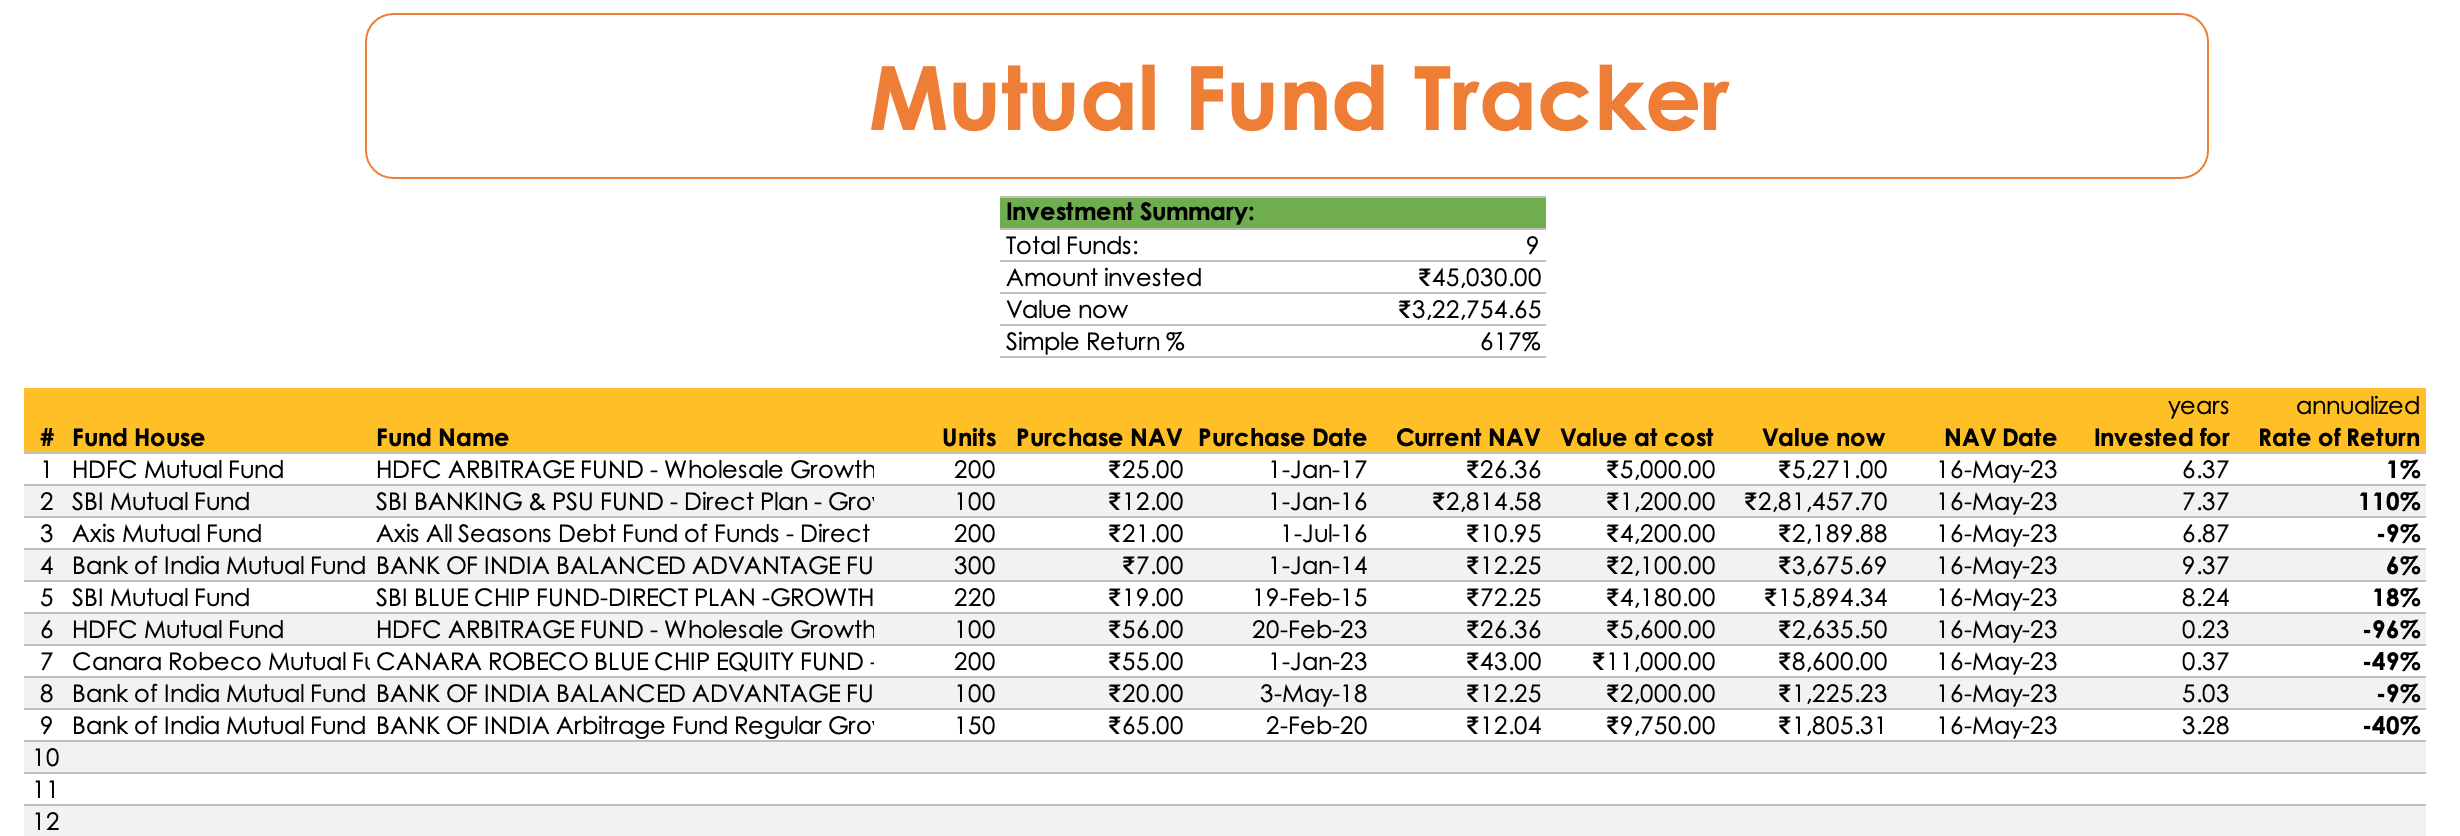 Mutual Fund Tracker
Investment Summary:
Total Funds: 9
Amount invested ₹45,030.00
Value now ₹3,22,754.65
Simple Return % 617%
years annualized
# Fund House Fund Name Units Purchase NAV Purchase Date Current NAV Value at cost Value now NAV Date Invested for Rate of Return
1 HDFC Mutual Fund HDFC ARBITRAGE FUND - Wholesale Growth 200 ₹25.00 1-Jan-17 ₹26.36 ₹5,000.00 ₹5,271.00 16-May-23 6.37 1%
2 SBI Mutual Fund SBI BANKING & PSU FUND - Direct Plan - Gro 100 ₹12.00 1-Jan-16 ₹2,814.58 ₹1,200.00 ₹2,81,457.70 16-May-23 7.37 110%
3 Axis Mutual Fund Axis All Seasons Debt Fund of Funds - Direct 200 ₹21.00 1-Jul-16 ₹10.95 ₹4,200.00 ₹2,189.88 16-May-23 6.87 -9%
4 Bank of India Mutual Fund BANK OF INDIA BALANCED ADVANTAGE FU 300 ₹7.00 1-Jan-14 ₹12.25 ₹2,100.00 ₹3,675.69 16-May-23 9.37 6%
5 SBI Mutual Fund SBI BLUE CHIP FUND-DIRECT PLAN -GROWTH 220 ₹19.00 19-Feb-15 ₹72.25 ₹4,180.00 ₹15,894.34 16-May-23 8.24 18%
6 HDFC Mutual Fund HDFC ARBITRAGE FUND - Wholesale Growth 100 ₹56.00 20-Feb-23 ₹26.36 ₹5,600.00 ₹2,635.50 16-May-23 0.23 -96%
7 Canara Robeco Mutual Fu CANARA ROBECO BLUE CHIP EQUITY FUND - 200 ₹55.00 1-Jan-23 ₹43.00 ₹11,000.00 ₹8,600.00 16-May-23 0.37 -49%
8 Bank of India Mutual Fund BANK OF INDIA BALANCED ADVANTAGE FU 100 ₹20.00 3-May-18 ₹12.25 ₹2,000.00 ₹1,225.23 16-May-23 5.03 -9%
9 Bank of India Mutual Fund BANK OF INDIA Arbitrage Fund Regular Gro 150 ₹65.00 2-Feb-20 ₹12.04 ₹9,750.00 ₹1,805.31 16-May-23 3.28 -40%
10
11
12